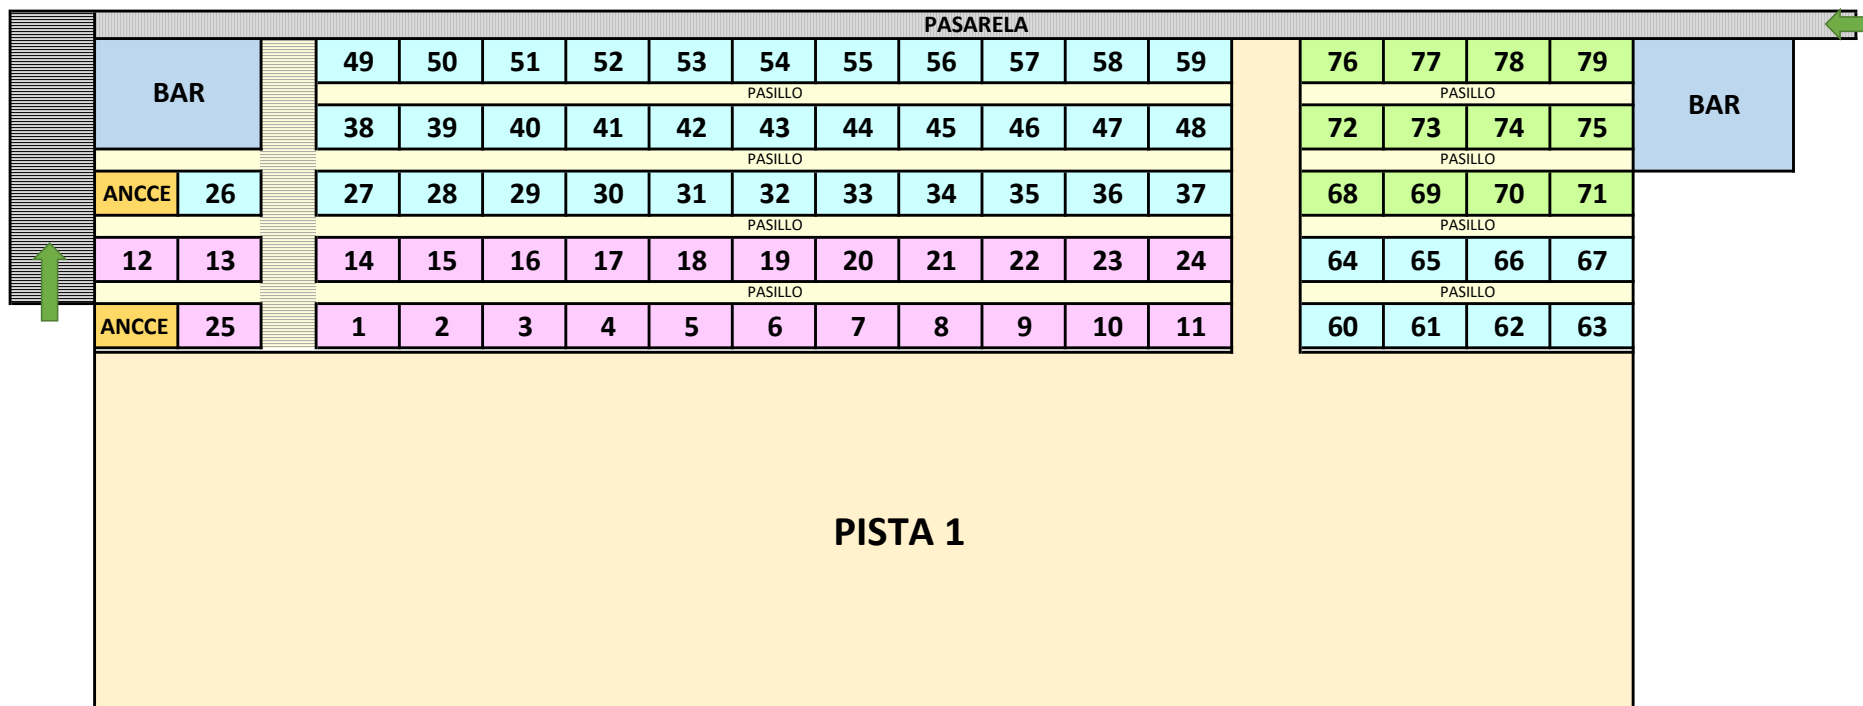 PASARELA
49 50 51 52 53 54 55 56 57 58 59 76 77 78 79
BAR
PASILLO PASILLO
BAR
38 39 40 41 42 43 44 45 46 47 48 72 73 74 75
PASILLO PASILLO
ANCCE 26 27 28 29 30 31 32 33 34 35 36 37 68 69 70 71
PASILLO PASILLO
12 13 14 15 16 17 18 19 20 21 22 23 24 64 65 66 67
PASILLO PASILLO
ANCCE 25 1 2 3 4 5 6 7 8 9 10 11 60 61 62 63
PISTA 1